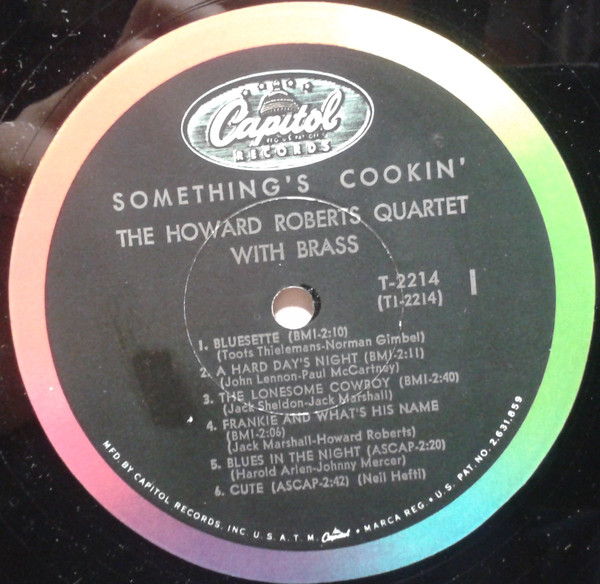 Capitol
RECORDS
SOMETHING'S COOKIN'
THE HOWARD ROBERTS QUARTET
WITH BRASS
T-2214
(T1-2214)
1
1. BLUESETTE (BMI-2:10)
(Toots Thielemans-Norman Gimbel)
2. A HARD DAY'S NIGHT (BMI-2:11)
(John Lennon-Paul McCartney)
3. THE LONESOME COWBOY (BMI-2:40)
(Jack Sheldon-Jack Marshall)
4. FRANKIE AND WHAT'S HIS NAME
(BMI-2:06)
(Jack Marshall-Howard Roberts)
5. BLUES IN THE NIGHT (ASCAP-2:20)
(Harold Arlen-Johnny Mercer)
6. CUTE (ASCAP-2:42) (Neil Hefti)
MFD. BY CAPITOL RECORDS, INC. U.S.A. T.M. Capitol • MARCA REG. • U.S. PAT. NO. 2,631,859